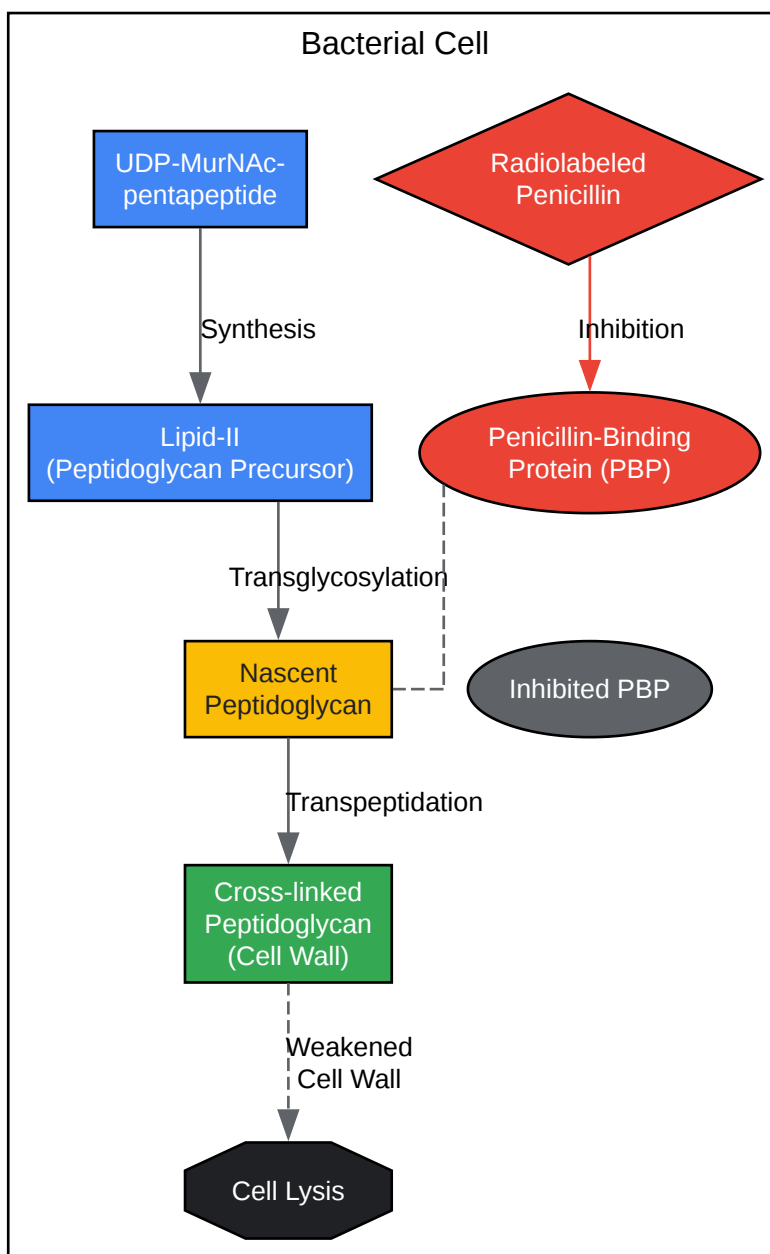 Bacterial Cell
UDP-MurNAc-
pentapeptide
Radiolabeled
Penicillin
Synthesis
Inhibition
Lipid-II
(Peptidoglycan Precursor)
Penicillin-Binding
Protein (PBP)
Transglycosylation
Nascent
Peptidoglycan
Inhibited PBP
Transpeptidation
Cross-linked
Peptidoglycan
(Cell Wall)
Weakened
Cell Wall
Cell Lysis